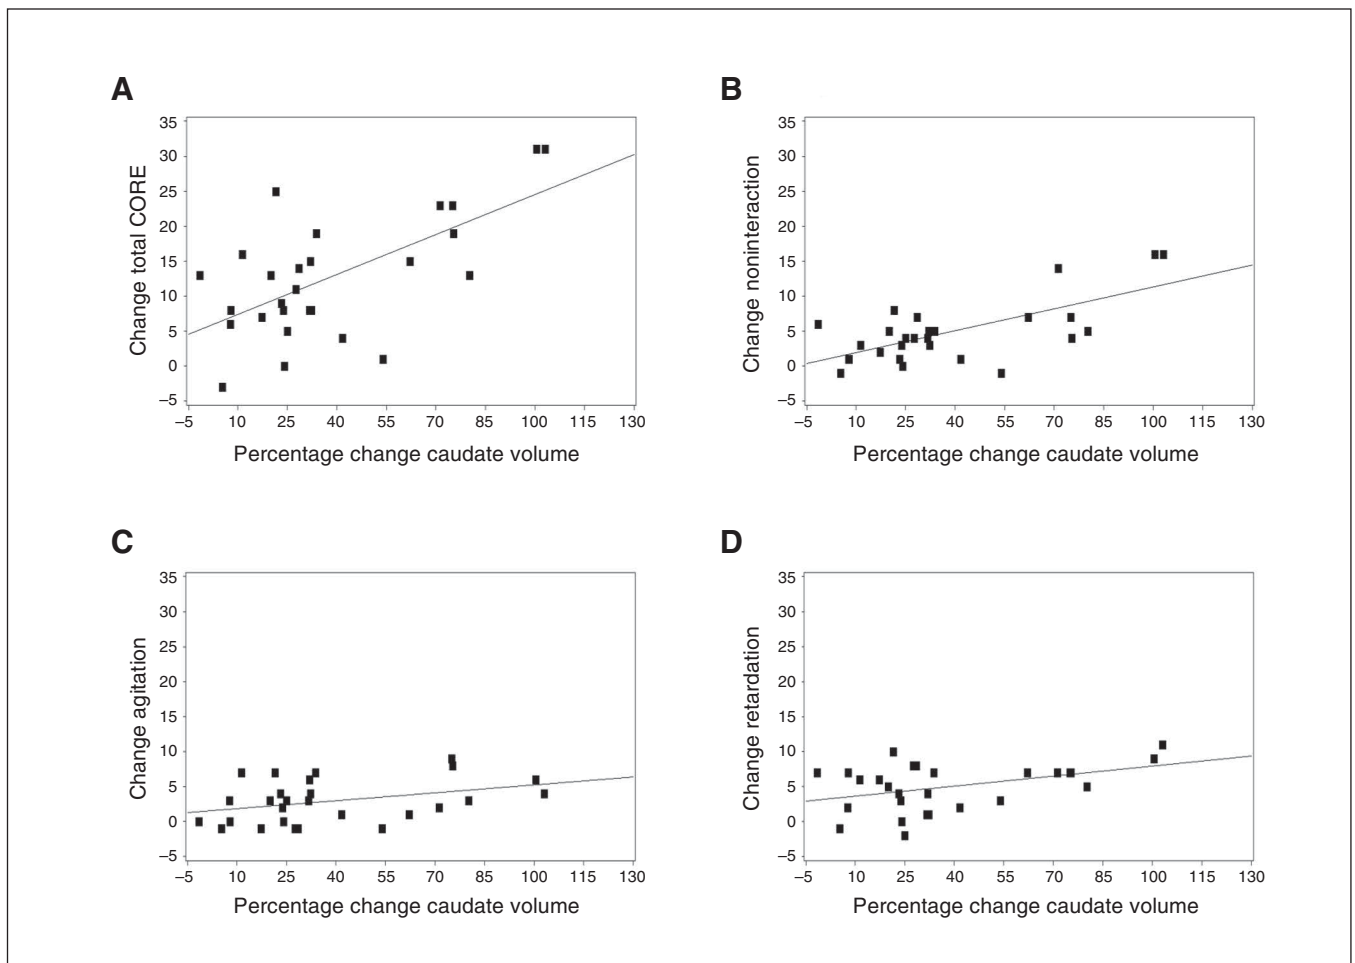 A
35
30
25
20
15
10
5
0
–5
Change total CORE
–5 10 25 40 55 70 85 100 115 130
Percentage change caudate volume
B
35
30
25
20
15
10
5
0
–5
Change noninteraction
–5 10 25 40 55 70 85 100 115 130
Percentage change caudate volume
C
35
30
25
20
15
10
5
0
–5
Change agitation
–5 10 25 40 55 70 85 100 115 130
Percentage change caudate volume
D
35
30
25
20
15
10
5
0
–5
Change retardation
–5 10 25 40 55 70 85 100 115 130
Percentage change caudate volume